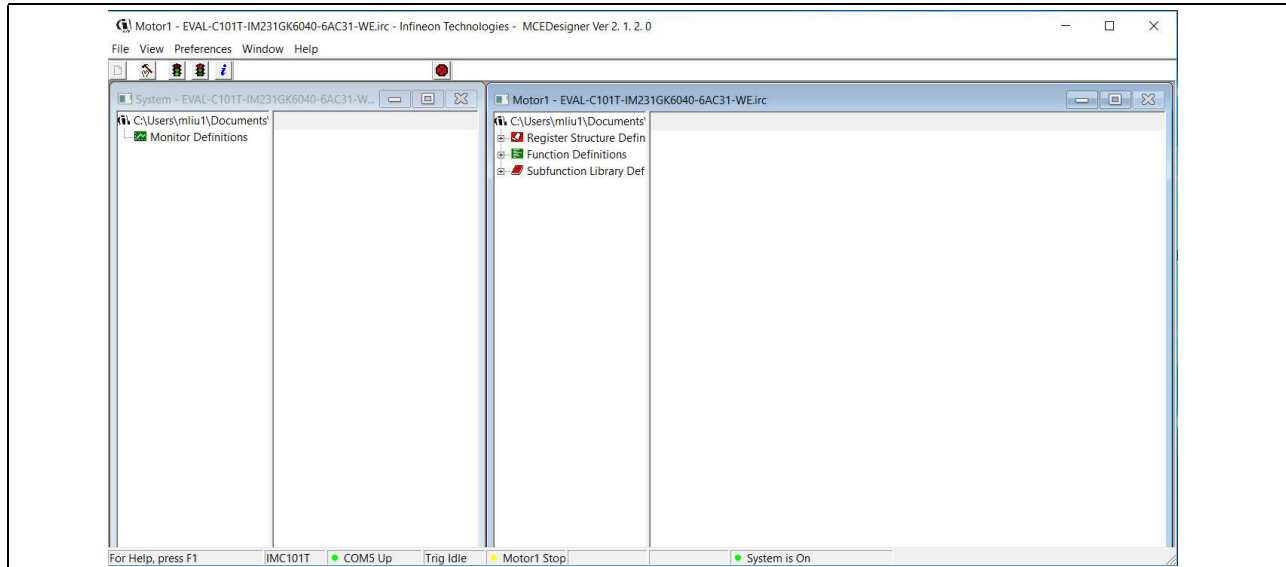 Motor1 - EVAL-C101T-IM231GK6040-6AC31-WE.irc - Infineon Technologies - MCEDesigner Ver 2. 1. 2. 0
File View Preferences Window Help
System - EVAL-C101T-IM231GK6040-6AC31-W...
C:\Users\mliu1\Documents\
Monitor Definitions
Motor1 - EVAL-C101T-IM231GK6040-6AC31-WE.irc
C:\Users\mliu1\Documents\
Register Structure Defin
Function Definitions
Subfunction Library Def
For Help, press F1 IMC101T COM5 Up Trig Idle Motor1 Stop System is On